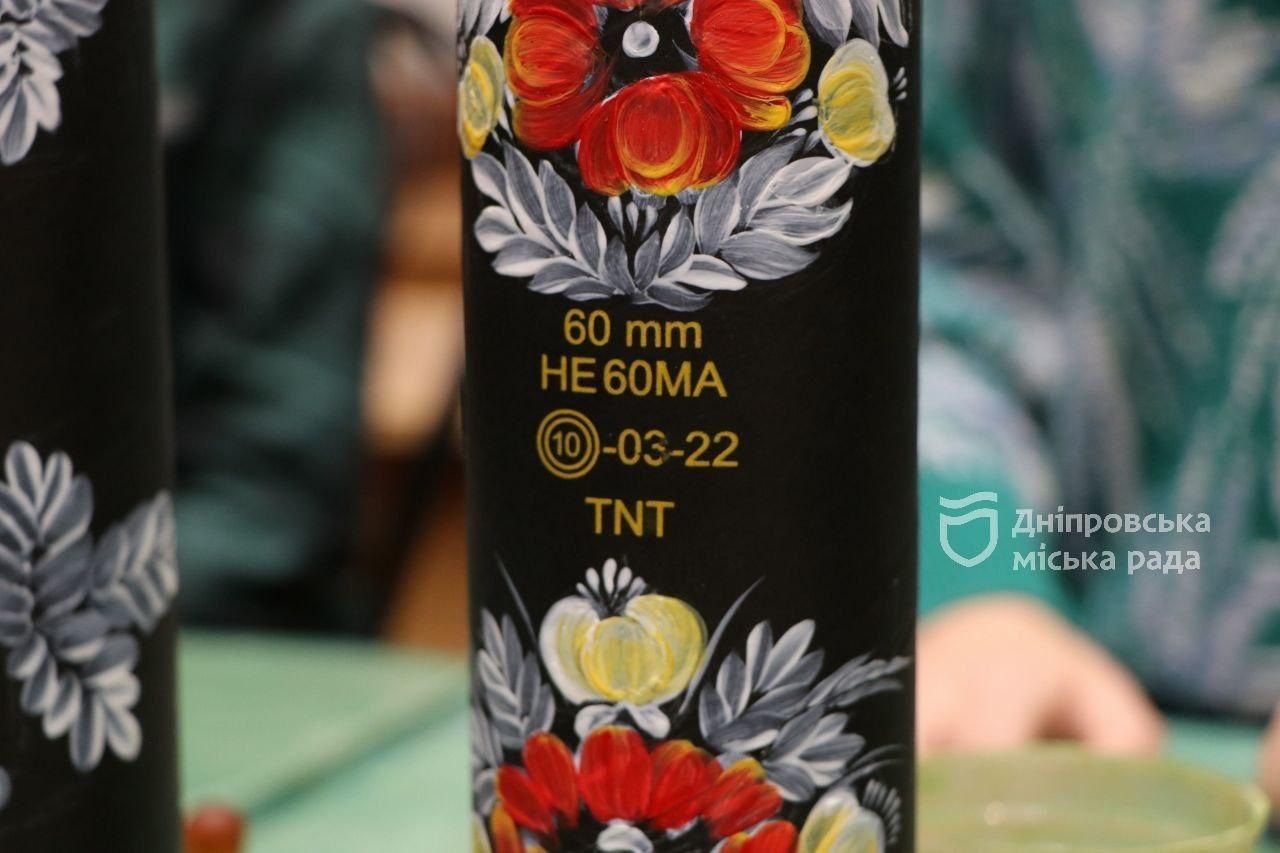 60 mm
HE 60MA
10-03-22
TNT
Дніпровська
міська рада